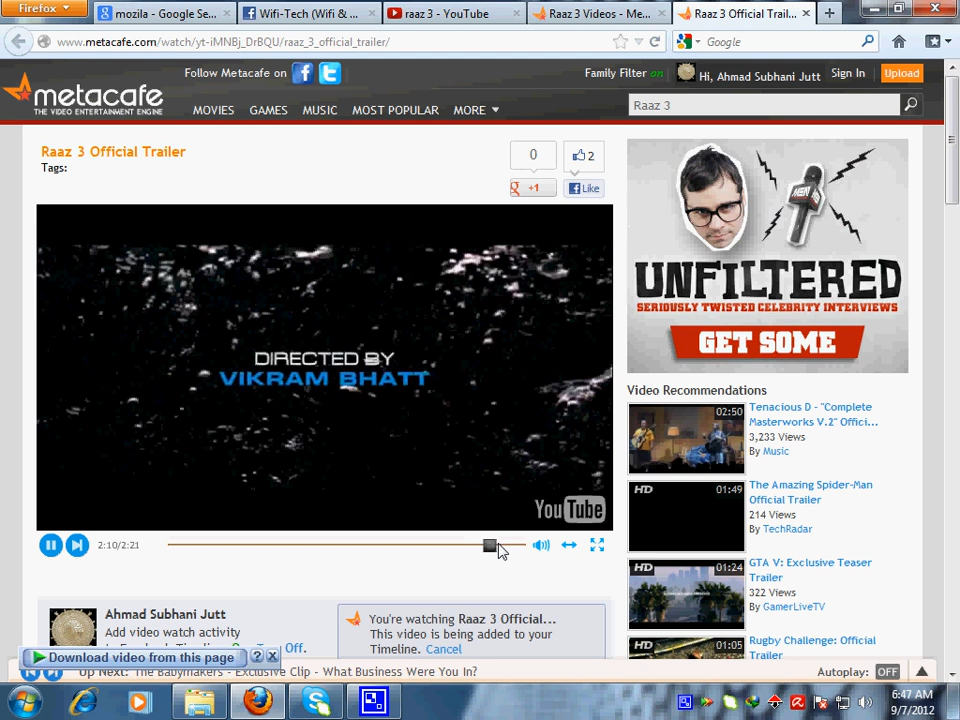 Firefox
mozila - Google Se...
Wifi-Tech (Wifi & ...
raaz 3 - YouTube
Raaz 3 Videos - Me...
Raaz 3 Official Trail...
www.metacafe.com/watch/yt-iMNBj_DrBQU/raaz_3_official_trailer/
Google
Follow Metacafe on
Family Filter on
Hi, Ahmad Subhani Jutt
Sign In
Upload
metacafe
THE VIDEO ENTERTAINMENT ENGINE
MOVIES GAMES MUSIC MOST POPULAR MORE
Raaz 3
Raaz 3 Official Trailer
Tags:
0
2
+1
Like
DIRECTED BY
VIKRAM BHATT
YouTube
2:10/2:21
UNFILTERED
SERIOUSLY TWISTED CELEBRITY INTERVIEWS
GET SOME
Video Recommendations
02:50
Tenacious D - "Complete
Masterworks V.2" Offici...
3,233 Views
By Music
HD 01:49
The Amazing Spider-Man
Official Trailer
214 Views
By TechRadar
HD 01:24
GTA V: Exclusive Teaser
Trailer
322 Views
By GamerLiveTV
HD 01:05
Rugby Challenge: Official
Trailer
Ahmad Subhani Jutt
Add video watch activity
Off.
You're watching Raaz 3 Official...
This video is being added to your
Timeline. Cancel
Download video from this page
Up Next: The Babymakers - Exclusive Clip - What Business Were You In?
Autoplay: OFF
6:47 AM
9/7/2012